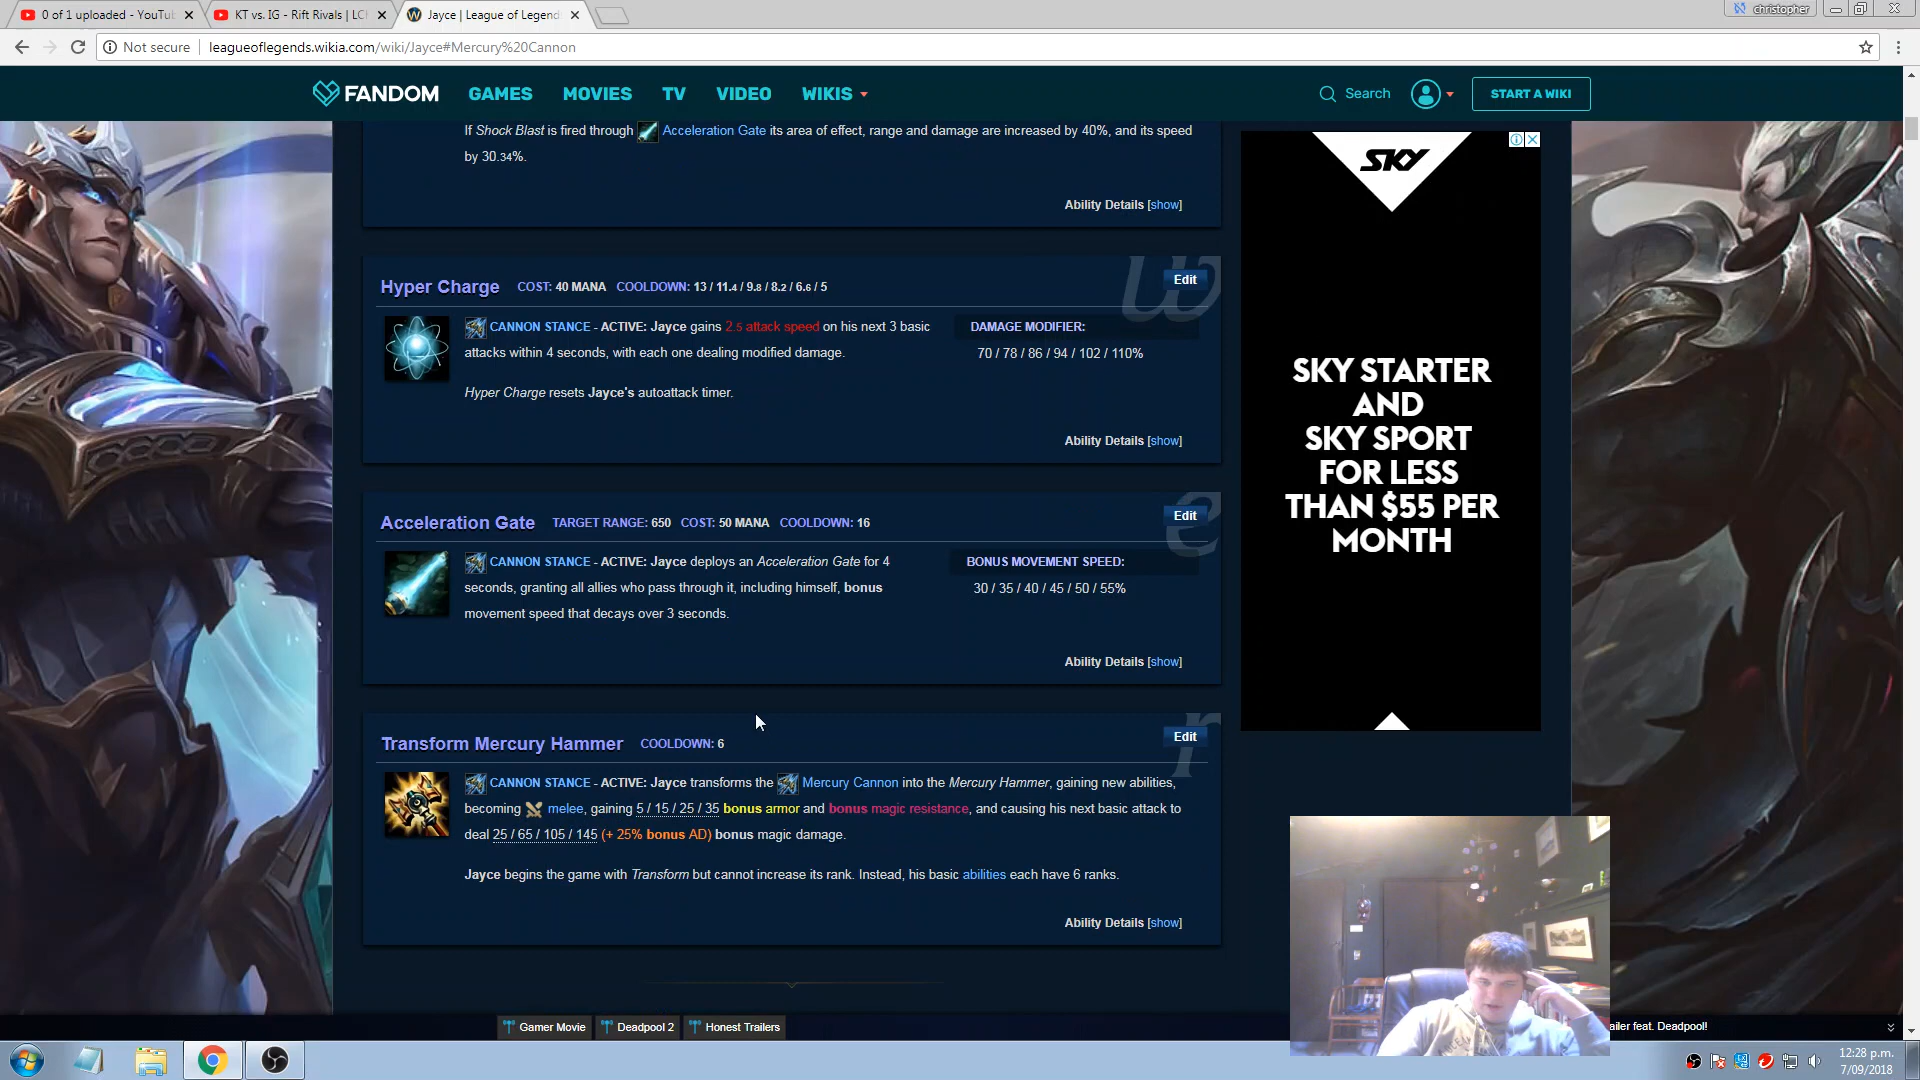 0 of 1 uploaded - YouTu
KT vs. IG - Rift Rivals | LC
Jayce | League of Legend
christopher
Not secure
leagueoflegends.wikia.com/wiki/Jayce#Mercury%20Cannon
FANDOM
GAMES
MOVIES
TV
VIDEO
WIKIS
Search
START A WIKI
If Shock Blast is fired through Acceleration Gate its area of effect, range and damage are increased by 40%, and its speed
by 30.34%.
Ability Details [show]
Hyper Charge COST: 40 MANA COOLDOWN: 13 / 11.4 / 9.8 / 8.2 / 6.6 / 5
w
Edit
CANNON STANCE - ACTIVE: Jayce gains 2.5 attack speed on his next 3 basic
attacks within 4 seconds, with each one dealing modified damage.
Hyper Charge resets Jayce's autoattack timer.
DAMAGE MODIFIER:
70 / 78 / 86 / 94 / 102 / 110%
Ability Details [show]
Acceleration Gate TARGET RANGE: 650 COST: 50 MANA COOLDOWN: 16
e
Edit
CANNON STANCE - ACTIVE: Jayce deploys an Acceleration Gate for 4
seconds, granting all allies who pass through it, including himself, bonus
movement speed that decays over 3 seconds.
BONUS MOVEMENT SPEED:
30 / 35 / 40 / 45 / 50 / 55%
Ability Details [show]
Transform Mercury Hammer COOLDOWN: 6
r
Edit
CANNON STANCE - ACTIVE: Jayce transforms the Mercury Cannon into the Mercury Hammer, gaining new abilities,
becoming melee, gaining 5 / 15 / 25 / 35 bonus armor and bonus magic resistance, and causing his next basic attack to
deal 25 / 65 / 105 / 145 (+ 25% bonus AD) bonus magic damage.
Jayce begins the game with Transform but cannot increase its rank. Instead, his basic abilities each have 6 ranks.
Ability Details [show]
SKY
SKY STARTER
AND
SKY SPORT
FOR LESS
THAN $55 PER
MONTH
Gamer Movie
Deadpool 2
Honest Trailers
ailer feat. Deadpool!
12:28 p.m.
7/09/2018